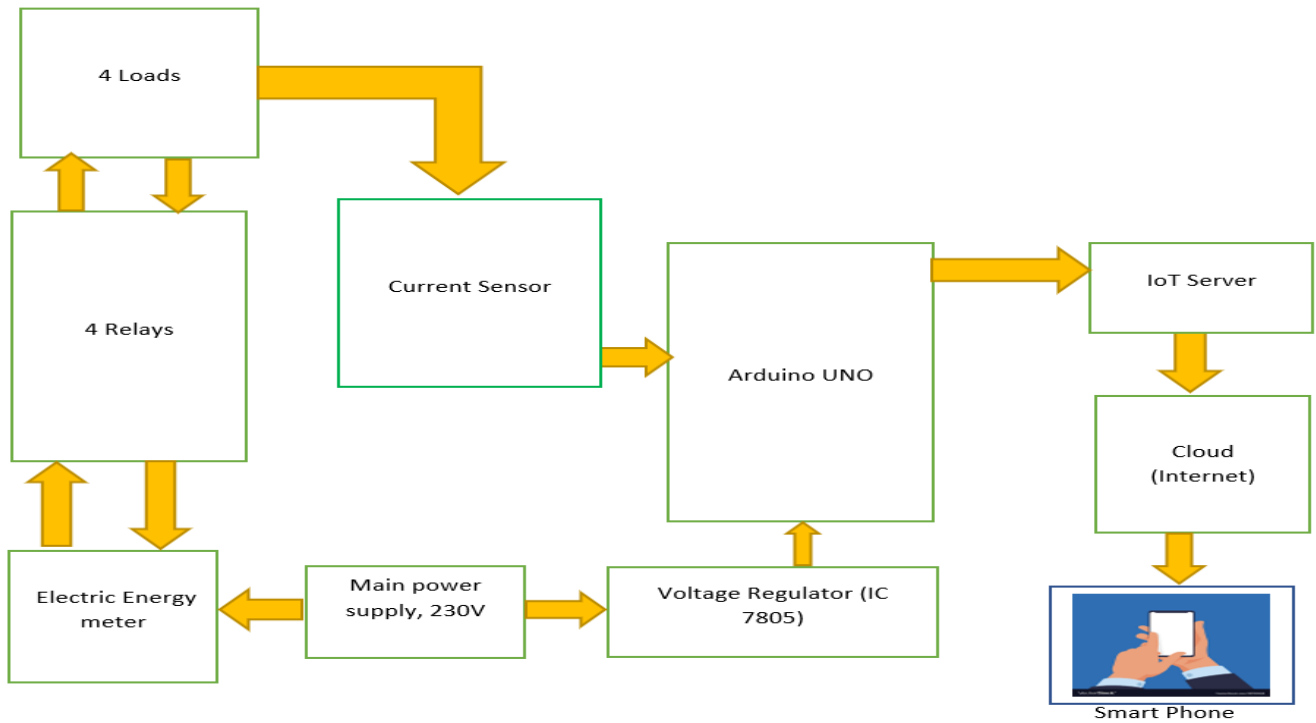 4 Loads
Current Sensor
4 Relays
Arduino UNO
IoT Server
Cloud
(Internet)
Electric Energy
meter
Main power
supply, 230V
Voltage Regulator (IC
7805)
Smart Phone